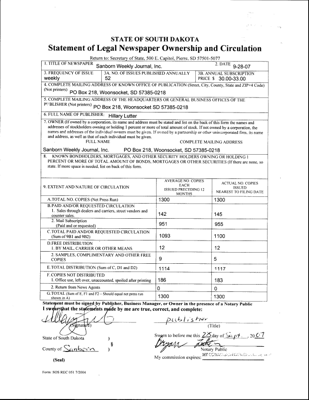 STATE OF SOUTH DAKOTA
Statement of Legal Newspaper Ownership and Circulation
Return to: Secretary of State, 500 E. Capitol, Pierre, SD 57501-5077
1. TITLE OF NEWSPAPER Sanborn Weekly Journal, Inc. 2. DATE 9-28-07
3. FREQUENCY OF ISSUE weekly
3A. NO. OF ISSUES PUBLISHED ANNUALLY 52
3B. ANNUAL SUBSCRIPTION PRICE $ 30.00-33.00
4. COMPLETE MAILING ADDRESS OF KNOWN OFFICE OF PUBLICATION (Street, City, County, State and ZIP+4 Code)
(Not printers) PO Box 218, Woonsocket, SD 57385-0218
5. COMPLETE MAILING ADDRESS OF THE HEADQUARTERS OR GENERAL BUSINESS OFFICES OF THE
PUBLISHER (Not printers) PO Box 218, Woonsocket SD 57385-0218
6. FULL NAME OF PUBLISHER: Hillary Lutter
7. OWNER (If owned by a corporation, its name and address must be stated and list on the back of this form the names and
addresses of stockholders owning or holding 1 percent or more of total amount of stock. If not owned by a corporation, the
names and addresses of the individual owners must be given. If owned by a partnership or other unincorporated firm, its name
and address, as well as that of each individual must be given.
FULL NAME COMPLETE MAILING ADDRESS
Sanborn Weekly Journal, Inc. PO Box 218, Woonsocket, SD 57385-0218
8. KNOWN BONDHOLDERS, MORTGAGEES, AND OTHER SECURITY HOLDERS OWNING OR HOLDING 1
PERCENT OR MORE OF TOTAL AMOUNT OF BONDS, MORTGAGES OR OTHER SECURITIES (If there are none, so
state. If more space is needed, list on back of this form.
9. EXTENT AND NATURE OF CIRCULATION
AVERAGE NO. COPIES EACH ISSUED PRECEDING 12 MONTHS
ACTUAL NO. COPIES ISSUED NEAREST TO FILING DATE
A. TOTAL NO. COPIES (Net Press Run) 1300 1300
B. PAID AND/OR REQUESTED CIRCULATION
1. Sales through dealers and carriers, street vendors and counter sales. 142 145
2. Mail Subscription (Paid and or requested) 951 955
C. TOTAL PAID AND/OR REQUESTED CIRCULATION (Sum of 9B1 and 9B2) 1093 1100
D. FREE DISTRIBUTION
1. BY MAIL, CARRIER OR OTHER MEANS 12 12
2. SAMPLES, COMPLIMENTARY AND OTHER FREE COPIES 9 5
E. TOTAL DISTRIBUTION (Sum of C, D1 and D2) 1114 1117
F. COPIES NOT DISTRIBUTED
1. Office use, left over, unaccounted, spoiled after printing 186 183
2. Return from News Agents 0 0
G. TOTAL (Sum of E, F1 and F2 - Should equal net press run shown in A) 1300 1300
Statement must be signed by Publisher, Business Manager, or Owner in the presence of a Notary Public
I swear that the statements made by me are true, correct, and complete:
publisher
(Signature) (Title)
State of South Dakota )
County of Sanborn )
(Seal)
Sworn to before me this 28 day of Sept 2007
Notary Public
My commission expires: